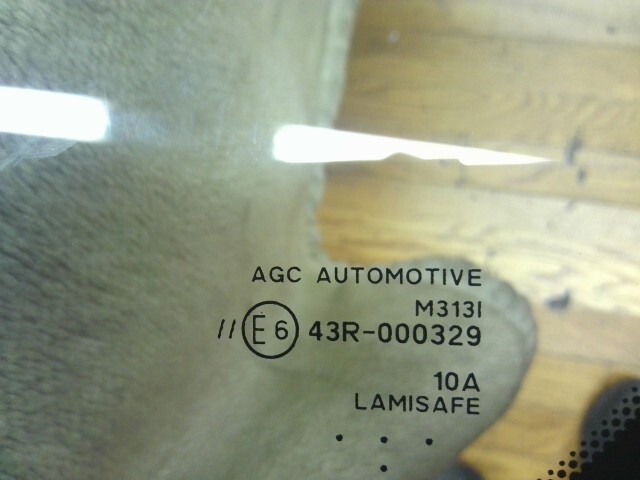 AGC AUTOMOTIVE
M313I
// E6 43R-000329
10A
LAMISAFE